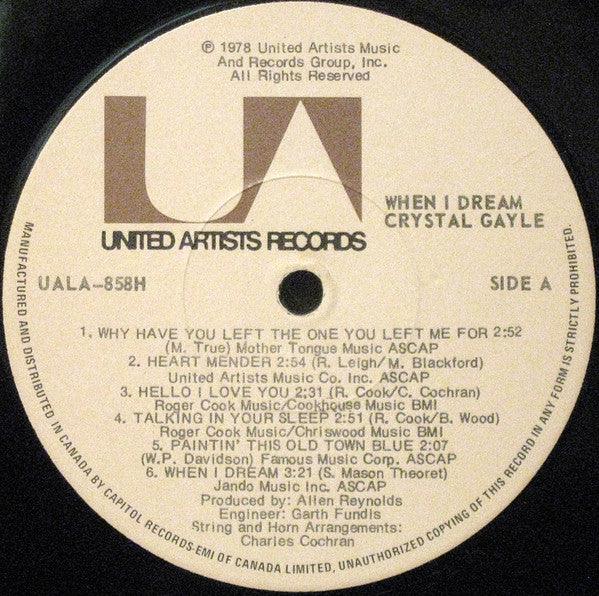 ℗ 1978 United Artists Music
And Records Group, Inc.
All Rights Reserved
UA
UNITED ARTISTS RECORDS
WHEN I DREAM
CRYSTAL GAYLE
UALA-858H
SIDE A
1. WHY HAVE YOU LEFT THE ONE YOU LEFT ME FOR 2:52
(M. True) Mother Tongue Music ASCAP
2. HEART MENDER 2:54 (R. Leigh/M. Blackford)
United Artists Music Co. Inc. ASCAP
3. HELLO I LOVE YOU 2:31 (R. Cook/C. Cochran)
Roger Cook Music/Cookhouse Music BMI
4. TALKING IN YOUR SLEEP 2:51 (R. Cook/B. Wood)
Roger Cook Music/Chriswood Music BMI
5. PAINTIN' THIS OLD TOWN BLUE 2:07
(W.P. Davidson) Famous Music Corp. ASCAP
6. WHEN I DREAM 3:21 (S. Mason Theoret)
Jando Music Inc. ASCAP
Produced by: Allen Reynolds
Engineer: Garth Fundis
String and Horn Arrangements:
Charles Cochran
MANUFACTURED AND DISTRIBUTED IN CANADA BY CAPITOL RECORDS-EMI OF CANADA LIMITED, UNAUTHORIZED COPYING OF THIS RECORD IN ANY FORM IS STRICTLY PROHIBITED.